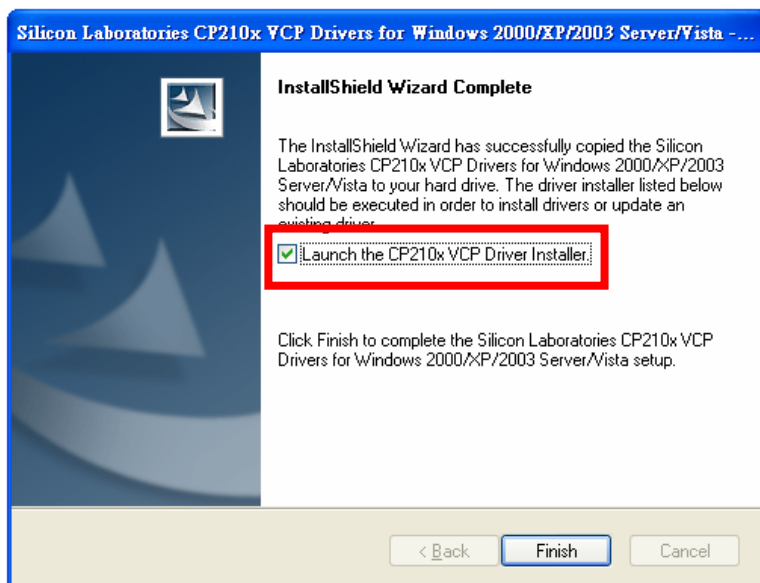 Silicon Laboratories CP210x VCP Drivers for Windows 2000/XP/2003 Server/Vista -...
InstallShield Wizard Complete
The InstallShield Wizard has successfully copied the Silicon
Laboratories CP210x VCP Drivers for Windows 2000/XP/2003
Server/Vista to your hard drive. The driver installer listed below
should be executed in order to install drivers or update an
existing driver.
Launch the CP210x VCP Driver Installer.
Click Finish to complete the Silicon Laboratories CP210x VCP
Drivers for Windows 2000/XP/2003 Server/Vista setup.
< Back
Finish
Cancel